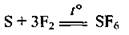 S + 3F₂ ⇌ᵗ° SF₆